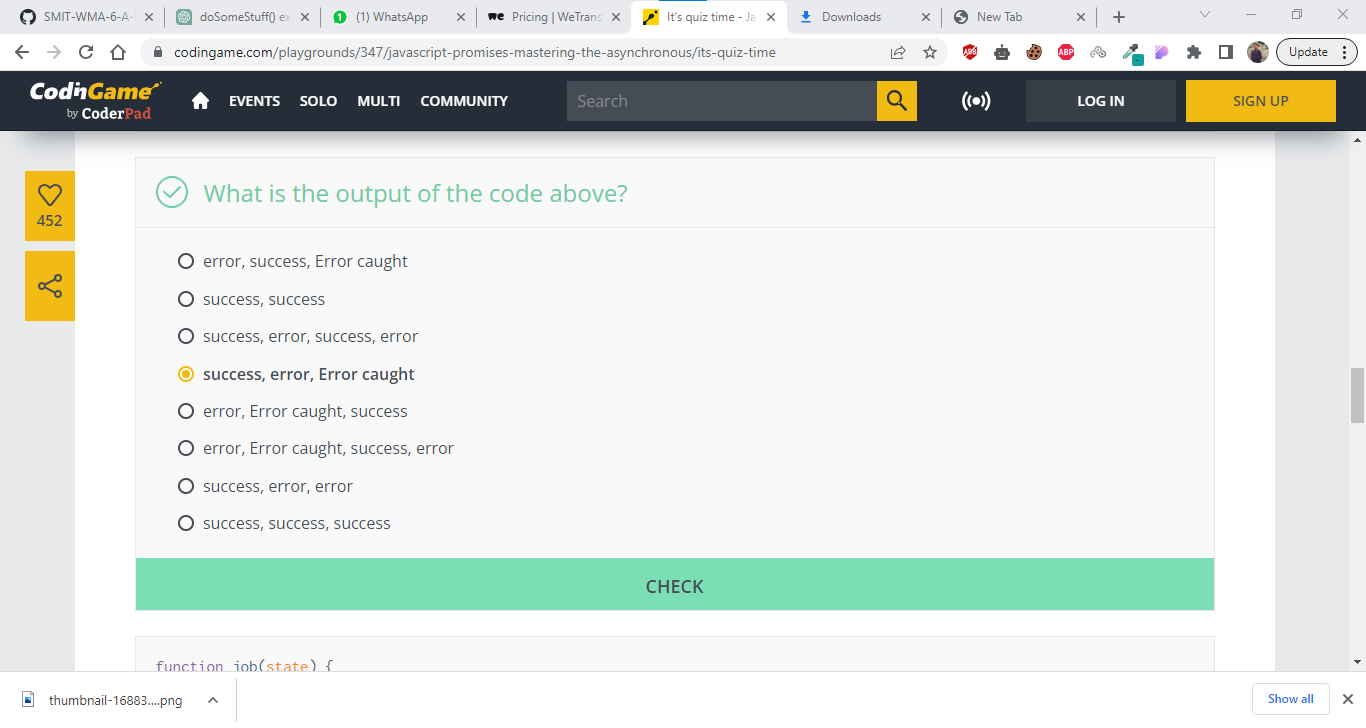 SMIT-WMA-6-A-
doSomeStuff() ex
(1) WhatsApp
Pricing | WeTrans
It's quiz time - Ja
Downloads
New Tab
codingame.com/playgrounds/347/javascript-promises-mastering-the-asynchronous/its-quiz-time
ABP
Update
CodinGame
by CoderPad
EVENTS SOLO MULTI COMMUNITY
Search
LOG IN
SIGN UP
452
What is the output of the code above?
error, success, Error caught
success, success
success, error, success, error
success, error, Error caught
error, Error caught, success
error, Error caught, success, error
success, error, error
success, success, success
CHECK
function job(state) {
thumbnail-16883....png
Show all